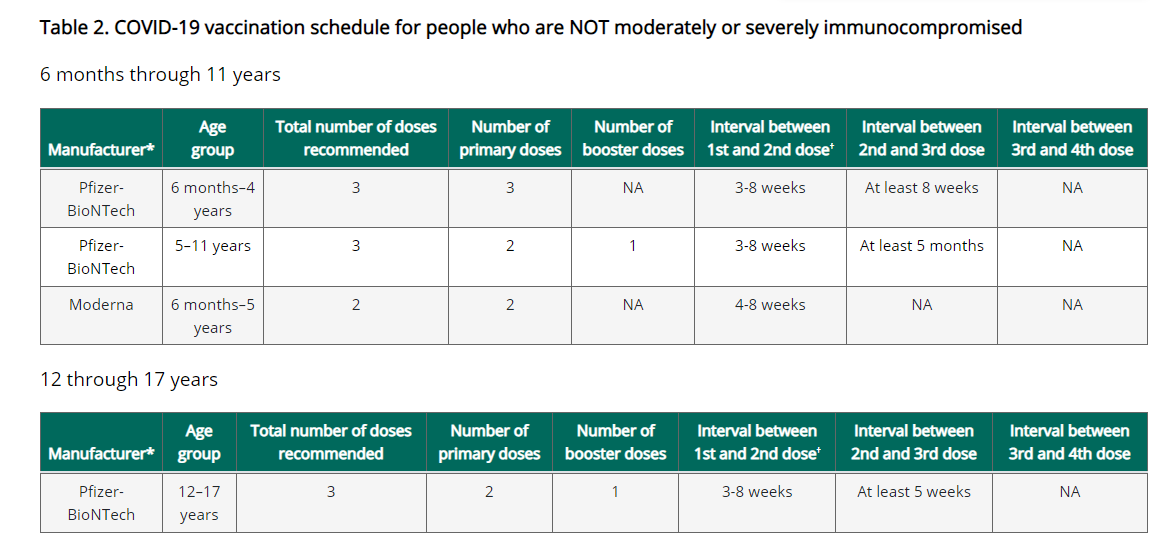 Table 2. COVID-19 vaccination schedule for people who are NOT moderately or severely immunocompromised
6 months through 11 years
Manufacturer* Age group Total number of doses recommended Number of primary doses Number of booster doses Interval between 1st and 2nd dose† Interval between 2nd and 3rd dose Interval between 3rd and 4th dose
Pfizer-BioNTech 6 months–4 years 3 3 NA 3-8 weeks At least 8 weeks NA
Pfizer-BioNTech 5–11 years 3 2 1 3-8 weeks At least 5 months NA
Moderna 6 months–5 years 2 2 NA 4-8 weeks NA NA
12 through 17 years
Manufacturer* Age group Total number of doses recommended Number of primary doses Number of booster doses Interval between 1st and 2nd dose† Interval between 2nd and 3rd dose Interval between 3rd and 4th dose
Pfizer-BioNTech 12–17 years 3 2 1 3-8 weeks At least 5 weeks NA